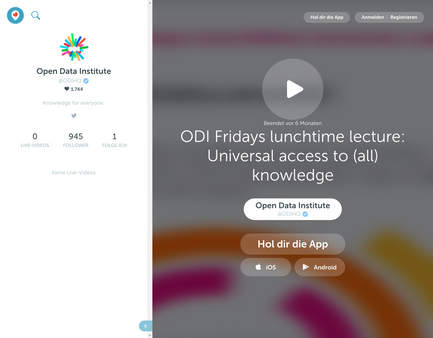 Open Data Institute
@ODIHQ
1.764
Knowledge for everyone
0
945
1
LIVE-VIDEOS
FOLLOWER
FOLGE ICH
Keine Live-Videos
Hol dir die App
Anmelden
Registrieren
Beendet vor 6 Monaten
ODI Fridays lunchtime lecture:
Universal access to (all)
knowledge
Open Data Institute
@ODIHQ
Hol dir die App
iOS
Android